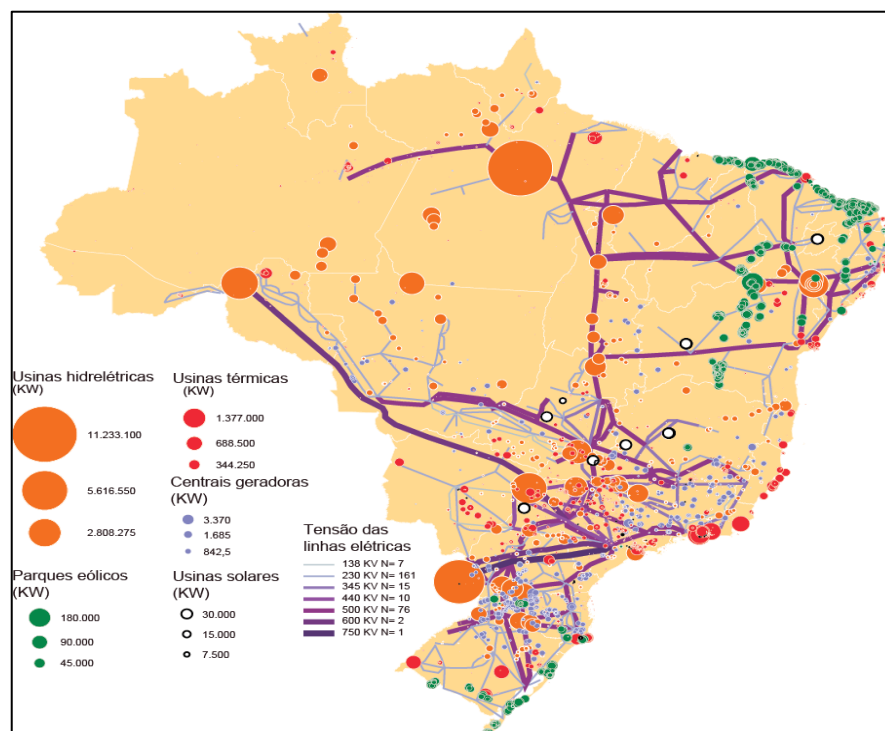 Usinas hidrelétricas
(KW)
11.233.100
5.616.550
2.808.275
Parques eólicos
(KW)
180.000
90.000
45.000
Usinas térmicas
(KW)
1.377.000
688.500
344.250
Centrais geradoras
(KW)
3.370
1.685
842,5
Usinas solares
(KW)
30.000
15.000
7.500
Tensão das
linhas elétricas
138 KV N= 7
230 KV N= 161
345 KV N= 15
440 KV N= 10
500 KV N= 76
600 KV N= 2
750 KV N= 1